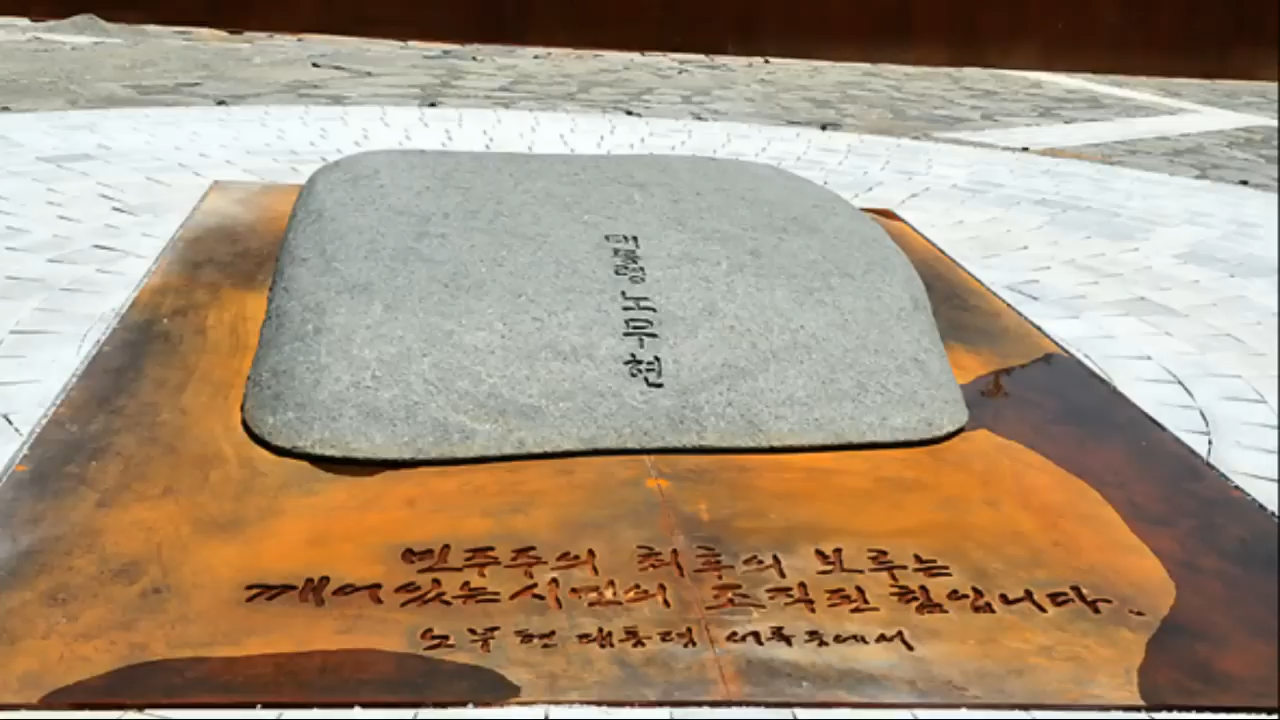 대통령
노무현
민주주의 최후의 보루는
깨어있는 시민의 조직된 힘입니다.
노무현 대통령 어록 중에서